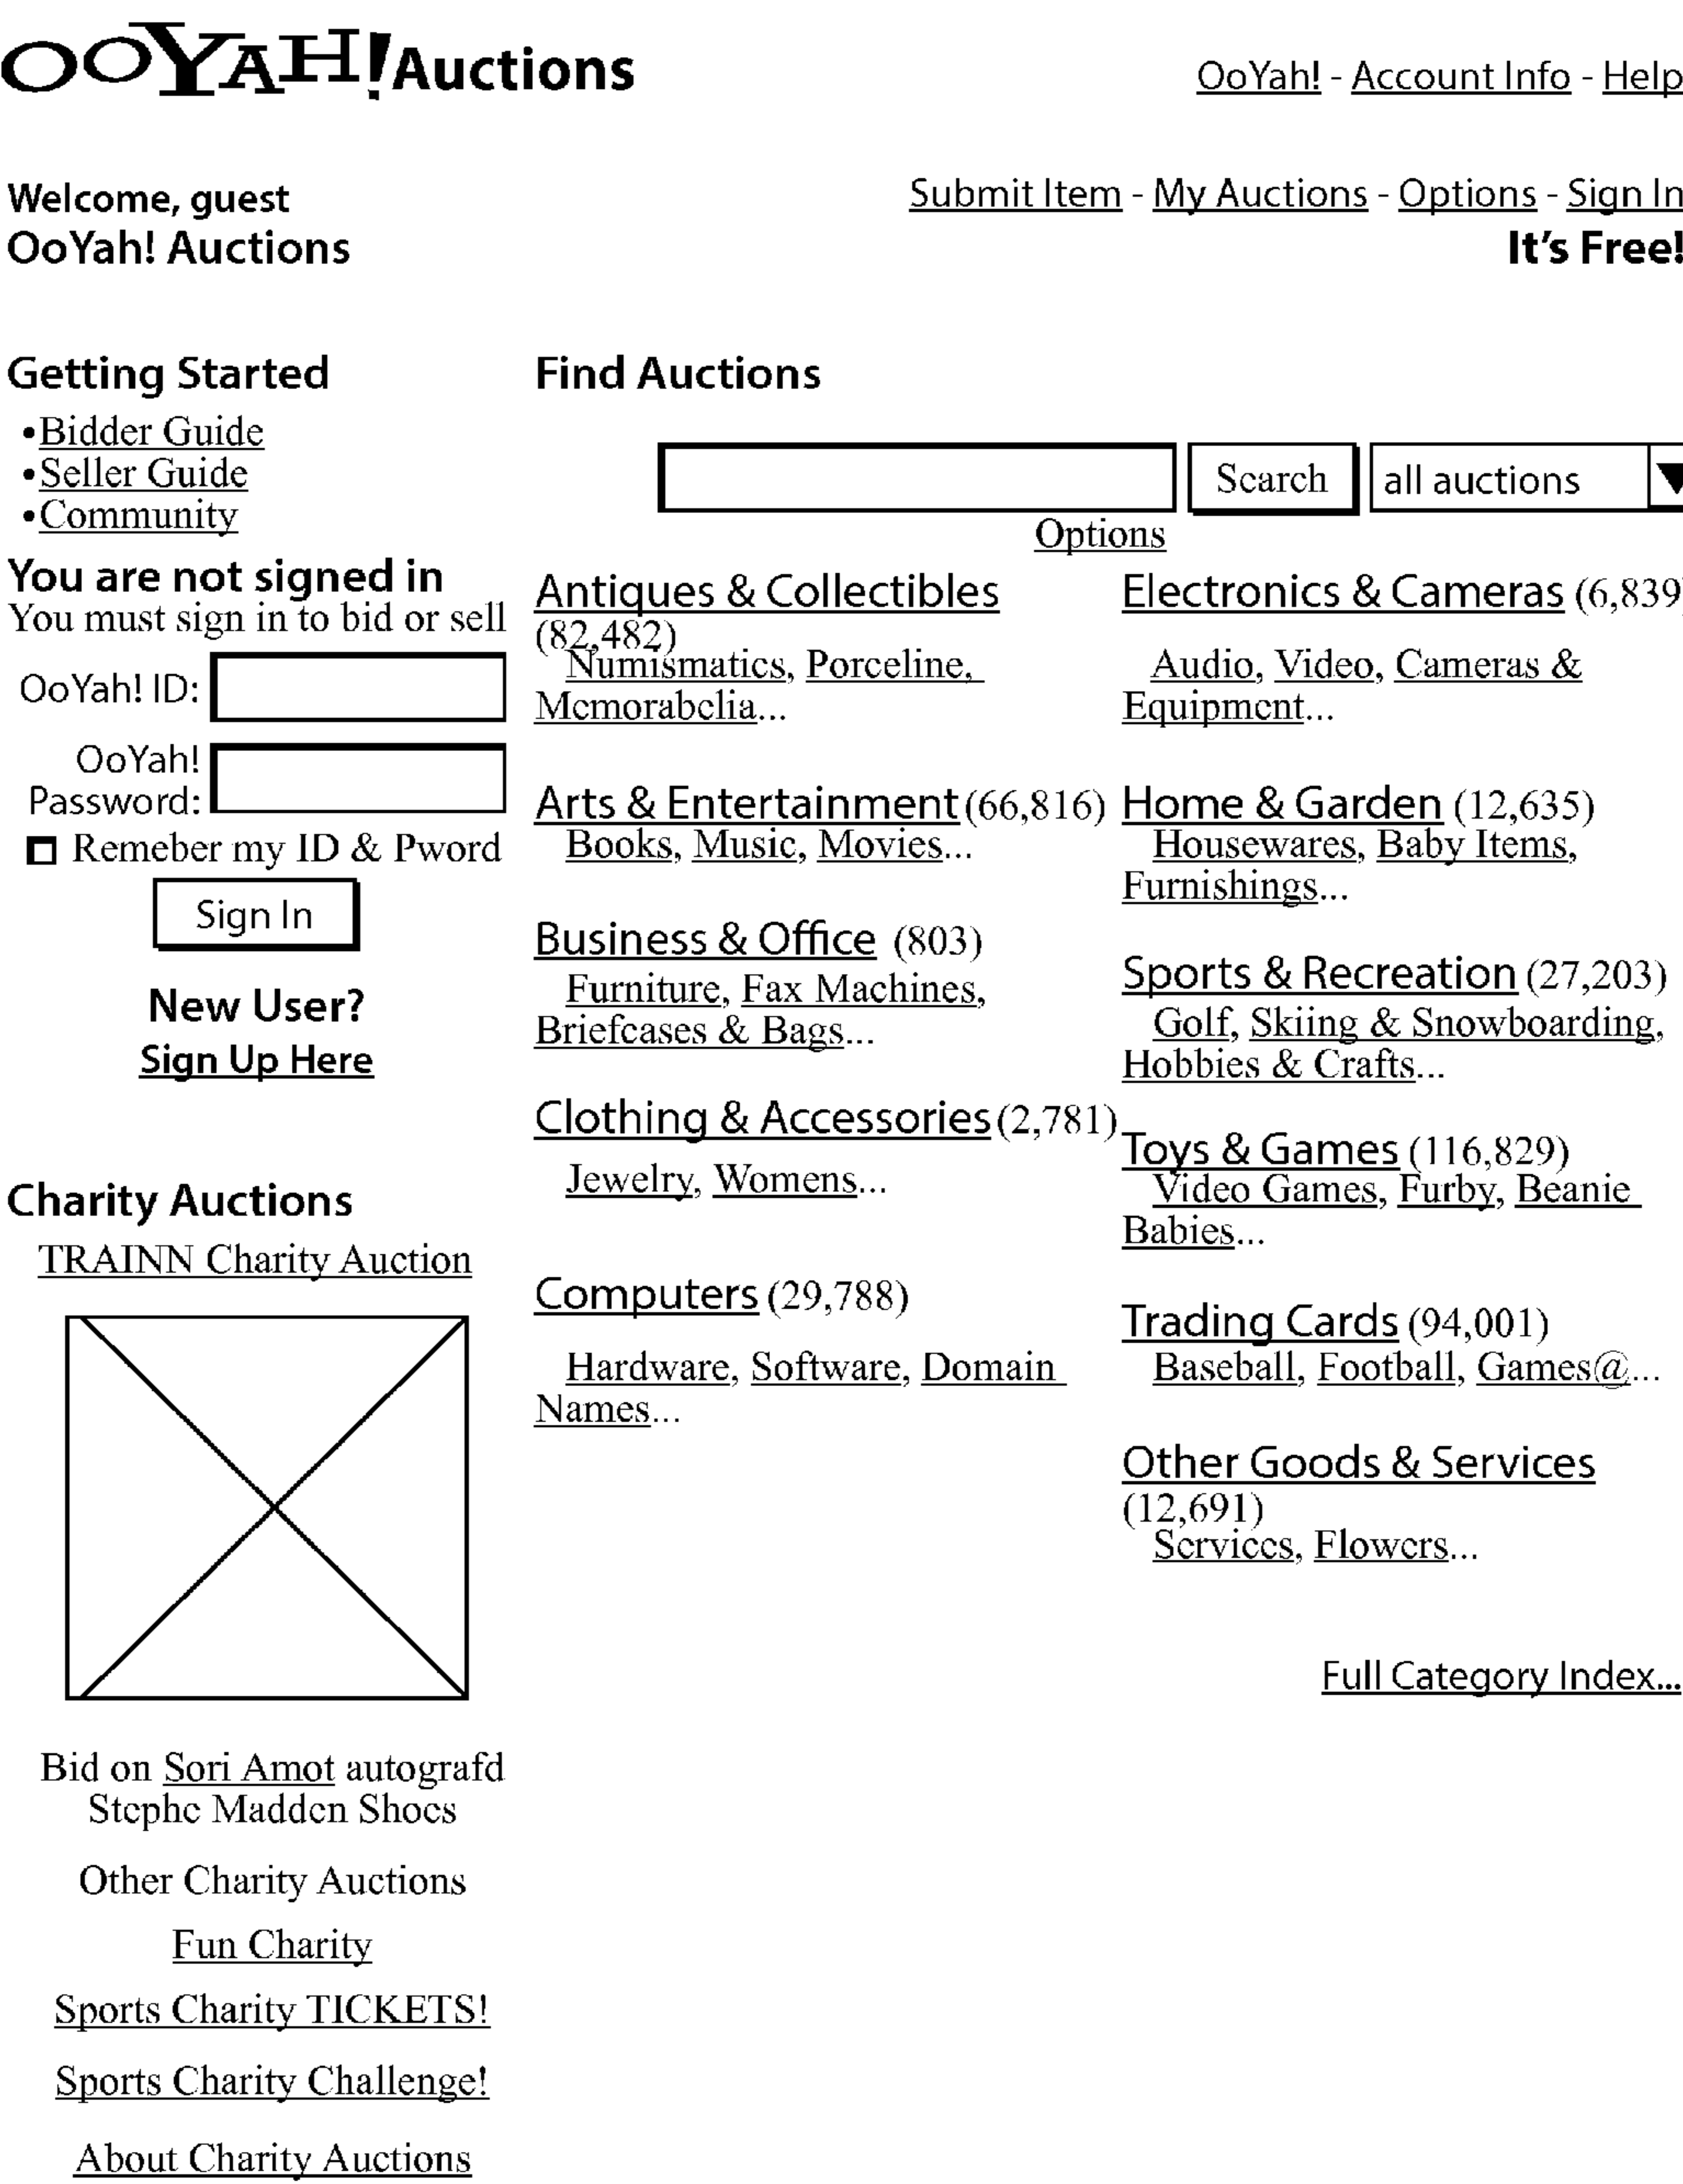 OOYAH! Auctions
OoYah! - Account Info - Help
Welcome, guest
OoYah! Auctions
Submit Item - My Auctions - Options - Sign In
It's Free!
Getting Started
•Bidder Guide
•Seller Guide
•Community
You are not signed in
You must sign in to bid or sell
OoYah! ID:
OoYah!
Password:
Remeber my ID & Pword
Sign In
New User?
Sign Up Here
Charity Auctions
TRAINN Charity Auction
Bid on Sori Amot autografd
Stephe Madden Shoes
Other Charity Auctions
Fun Charity
Sports Charity TICKETS!
Sports Charity Challenge!
About Charity Auctions
Find Auctions
Search
all auctions
Options
Antiques & Collectibles
(82,482)
Numismatics, Porceline,
Memorabelia...
Arts & Entertainment (66,816)
Books, Music, Movies...
Business & Office (803)
Furniture, Fax Machines,
Briefcases & Bags...
Clothing & Accessories (2,781)
Jewelry, Womens...
Computers (29,788)
Hardware, Software, Domain
Names...
Electronics & Cameras (6,839)
Audio, Video, Cameras &
Equipment...
Home & Garden (12,635)
Housewares, Baby Items,
Furnishings...
Sports & Recreation (27,203)
Golf, Skiing & Snowboarding,
Hobbies & Crafts...
Toys & Games (116,829)
Video Games, Furby, Beanie
Babies...
Trading Cards (94,001)
Baseball, Football, Games@...
Other Goods & Services
(12,691)
Services, Flowers...
Full Category Index...